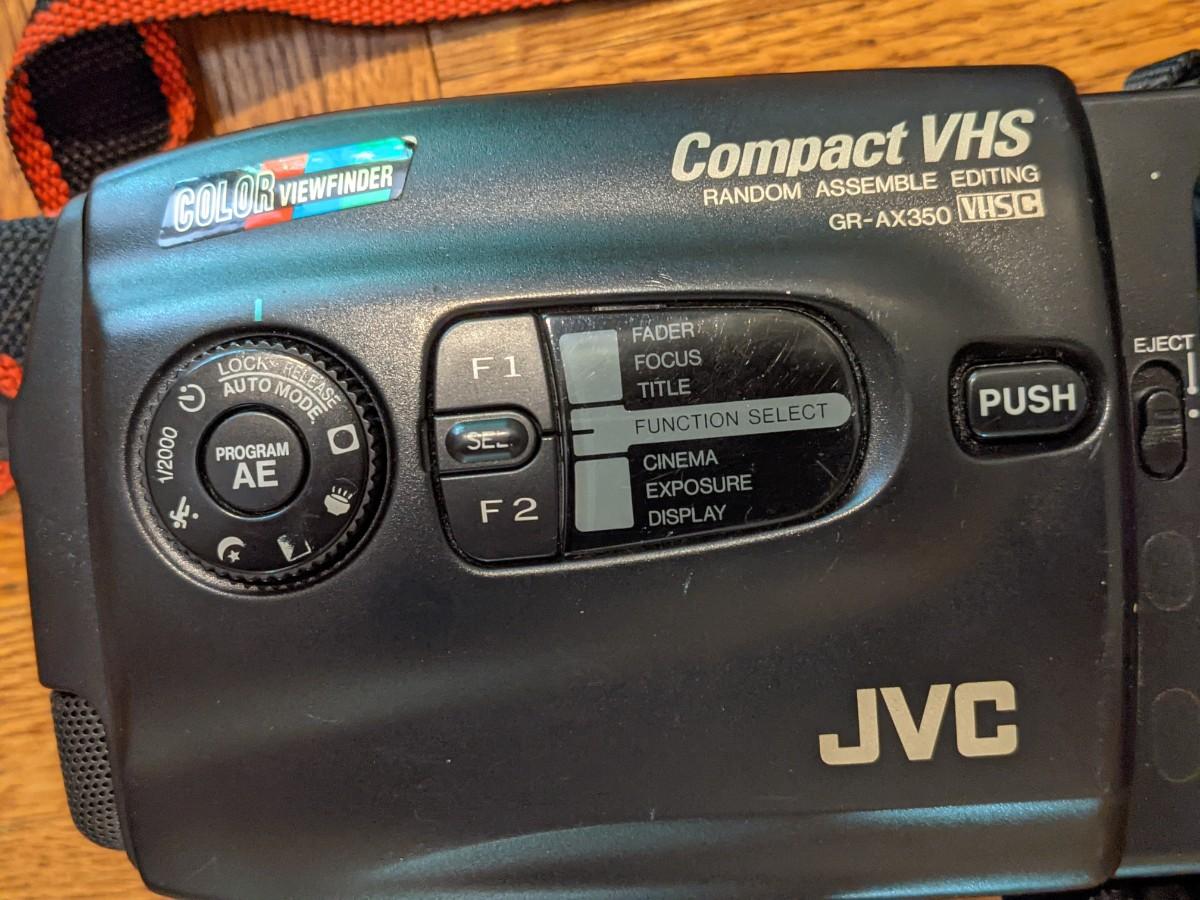 COLOR VIEWFINDER
Compact VHS
RANDOM ASSEMBLE EDITING
GR-AX350 VHS C
LOCK RELEASE
AUTO MODE
1/2000
PROGRAM
AE
F1
SEL.
F2
FADER
FOCUS
TITLE
FUNCTION SELECT
CINEMA
EXPOSURE
DISPLAY
PUSH
EJECT
JVC